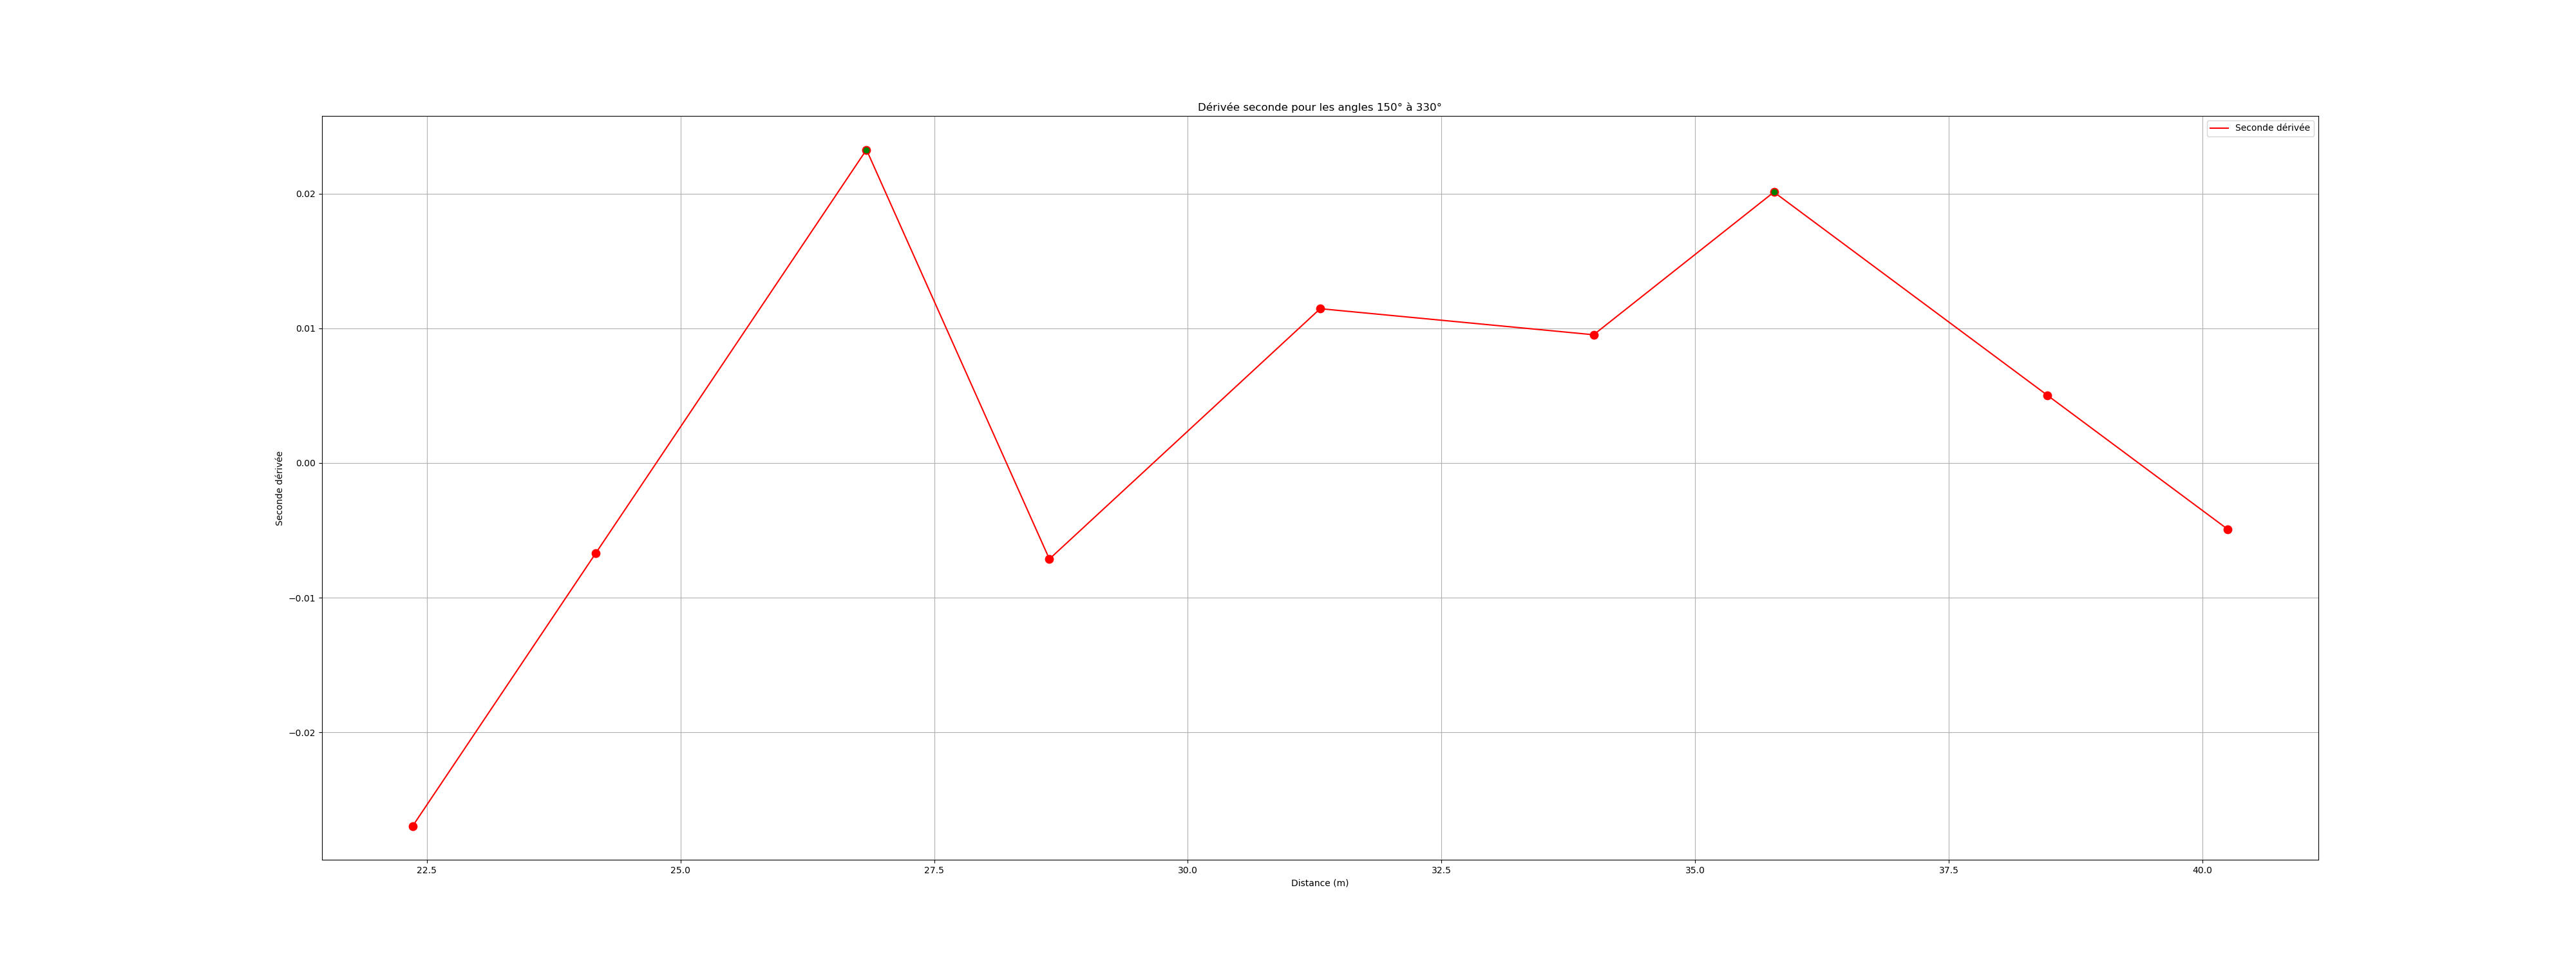 Dérivée seconde pour les angles 150° à 330°
Seconde dérivée
0.02
0.01
0.00
−0.01
−0.02
Seconde dérivée
22.5 25.0 27.5 30.0 32.5 35.0 37.5 40.0
Distance (m)